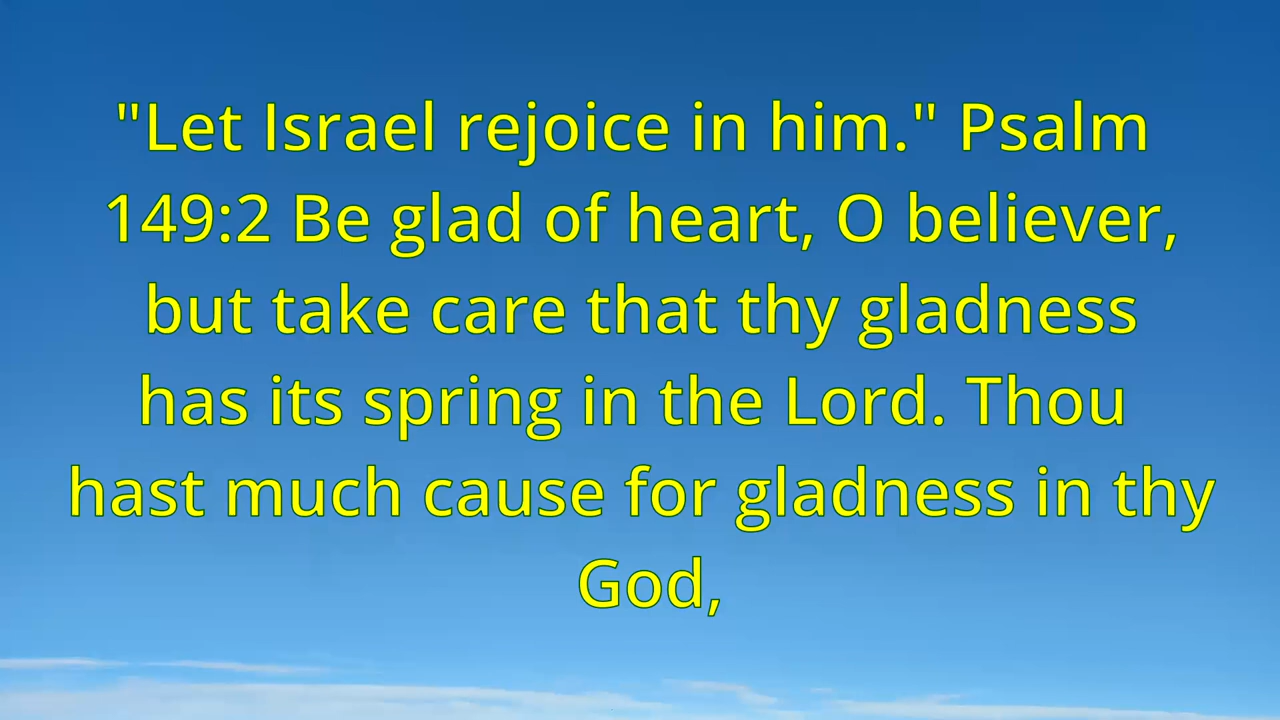 "Let Israel rejoice in him." Psalm
149:2 Be glad of heart, O believer,
but take care that thy gladness
has its spring in the Lord. Thou
hast much cause for gladness in thy
God,